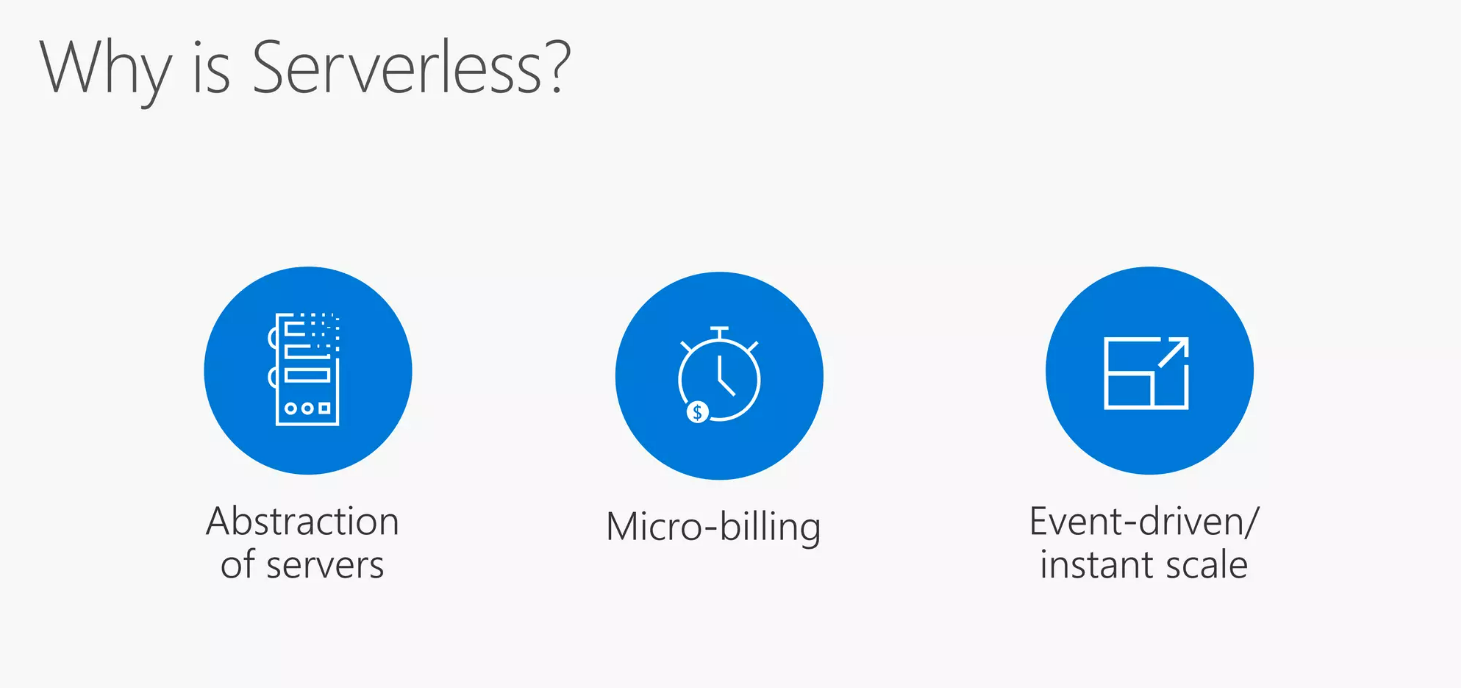 Why is Serverless?
Abstraction
of servers
$
Micro-billing
Event-driven/
instant scale